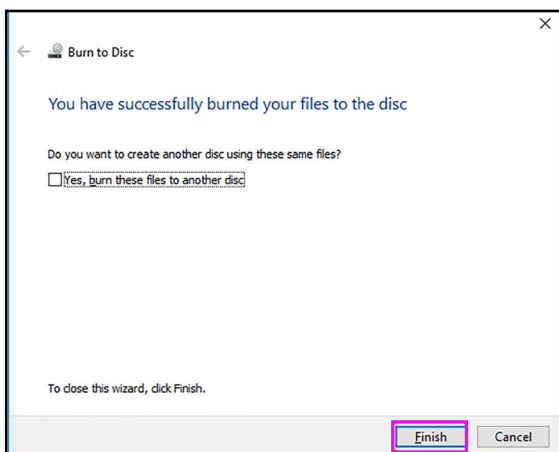 Burn to Disc
You have successfully burned your files to the disc
Do you want to create another disc using these same files?
Yes, burn these files to another disc
To close this wizard, click Finish.
Finish Cancel